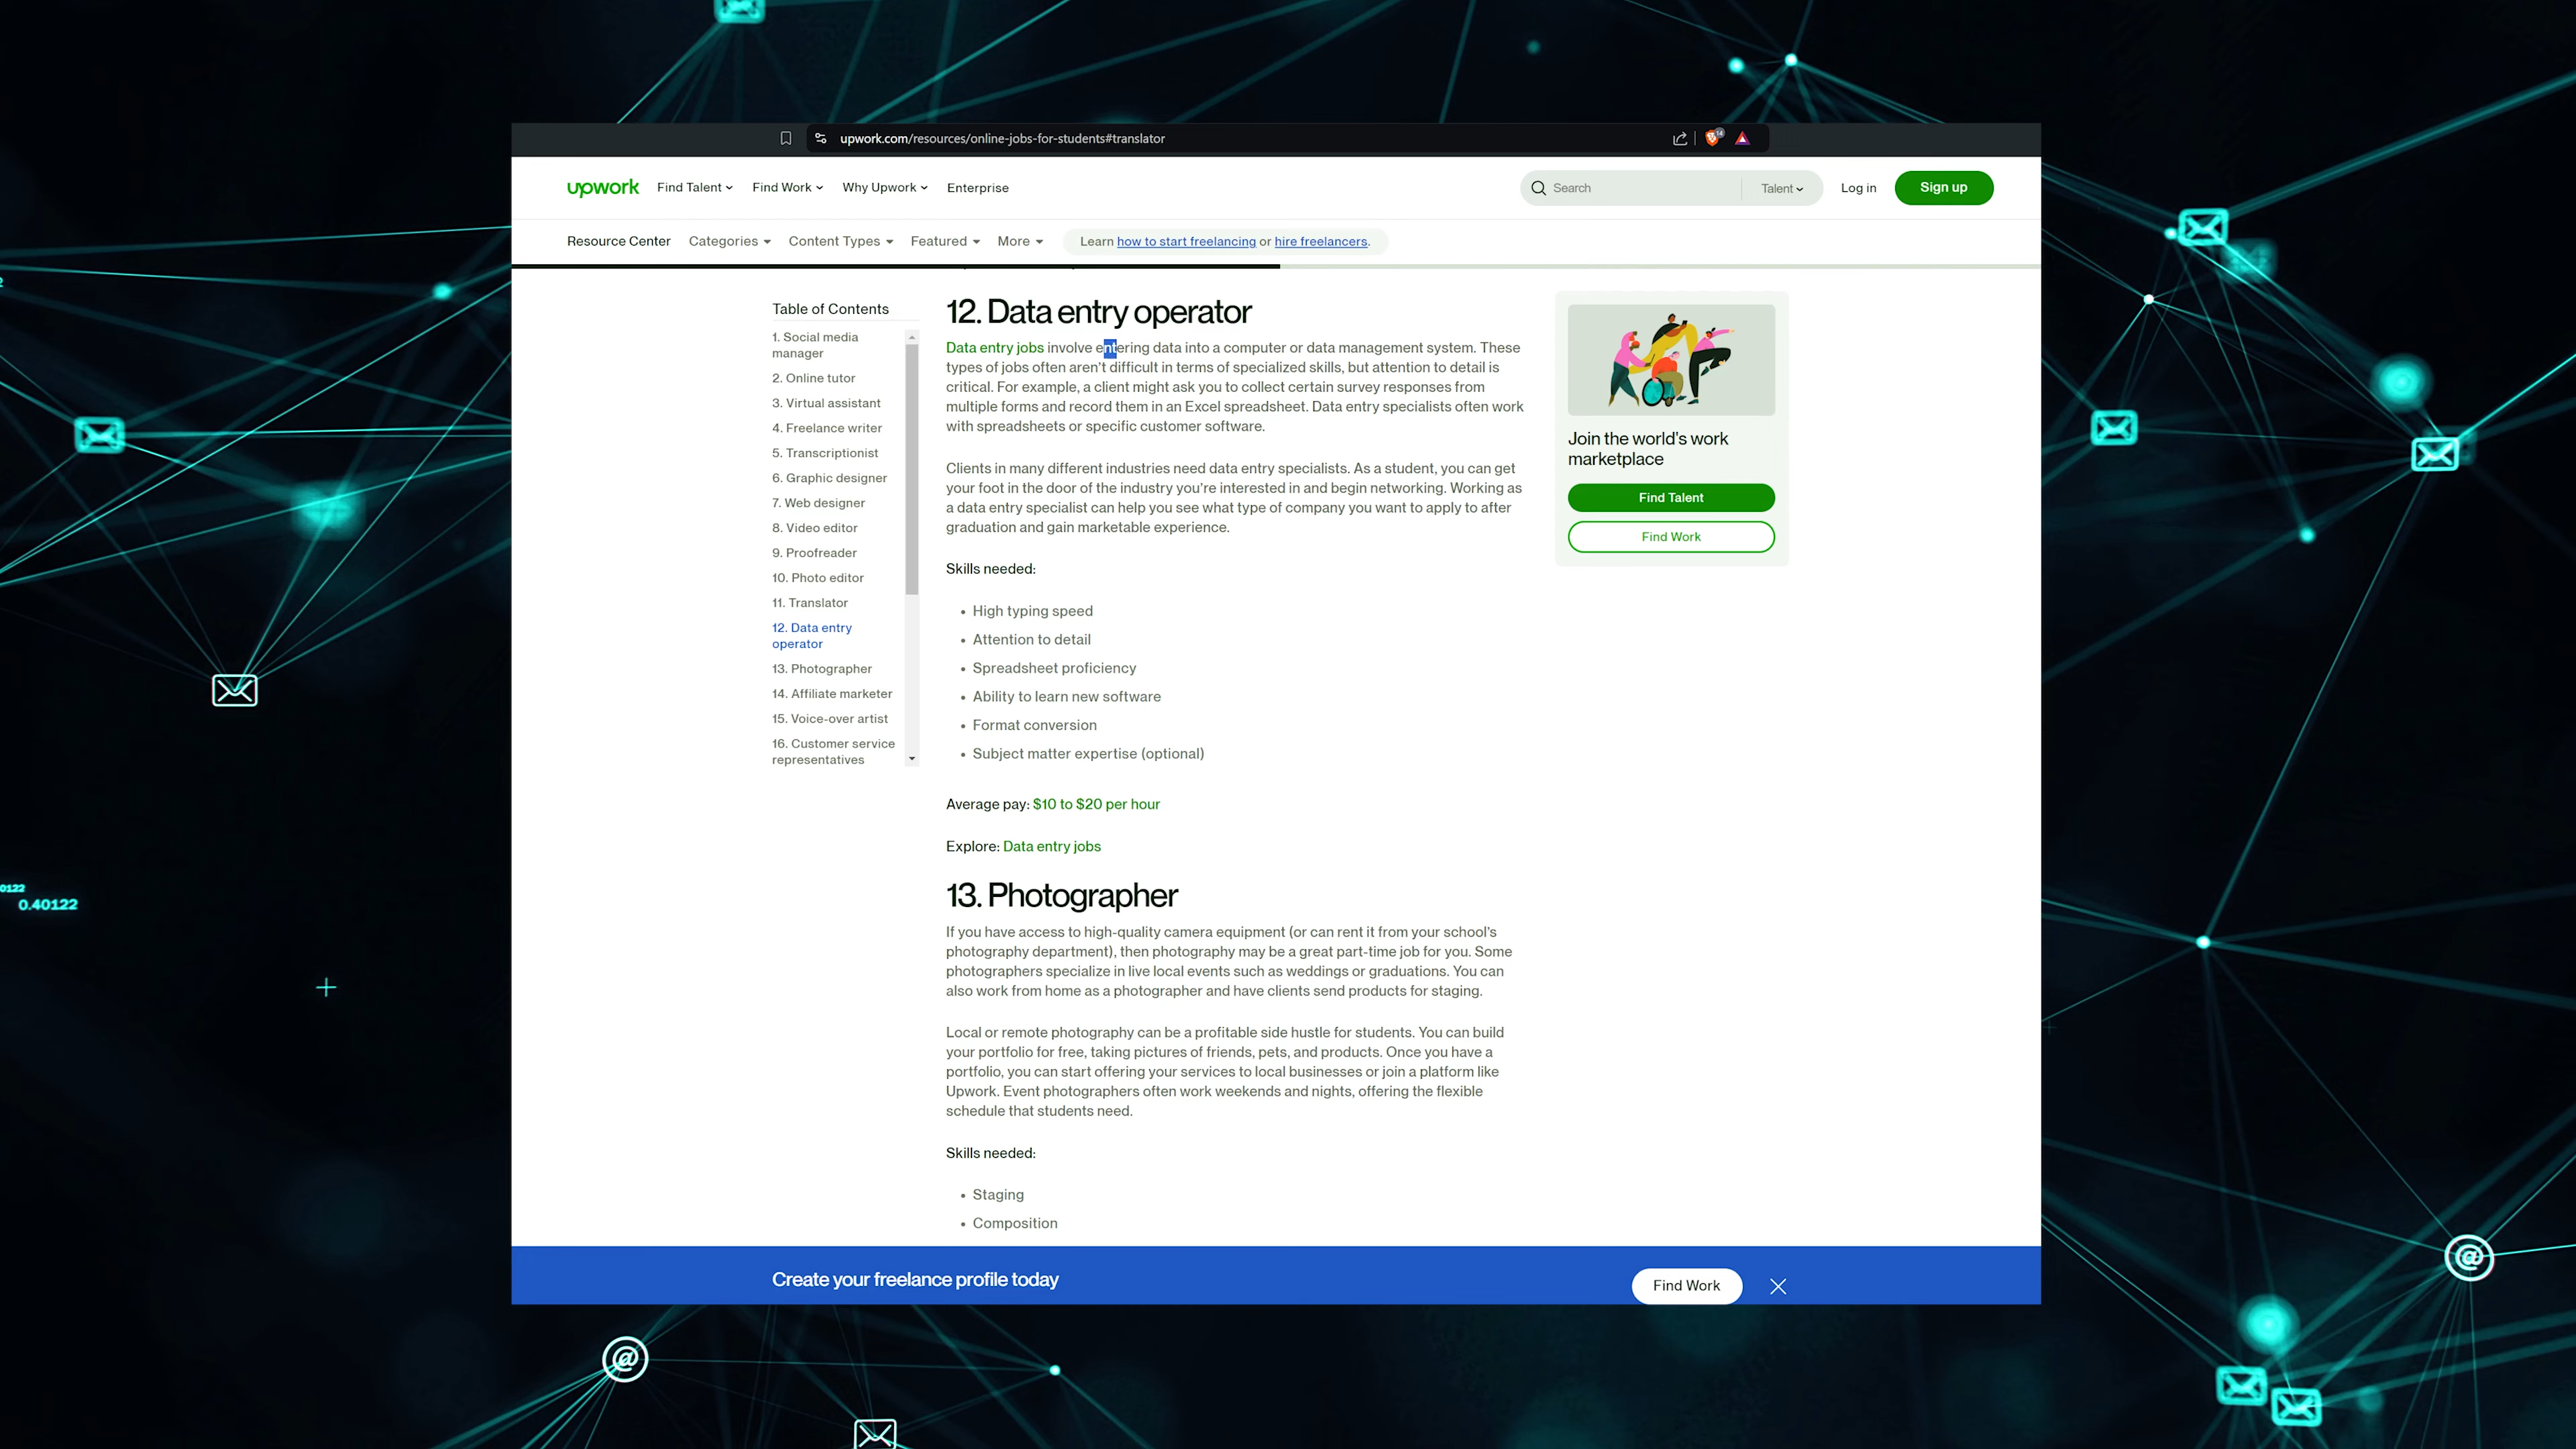 upwork.com/resources/online-jobs-for-students#translator
14
upwork
Find Talent
Find Work
Why Upwork
Enterprise
Search
Talent
Log in
Sign up
Resource Center
Categories
Content Types
Featured
More
Learn how to start freelancing or hire freelancers.
Table of Contents
1. Social media
manager
2. Online tutor
3. Virtual assistant
4. Freelance writer
5. Transcriptionist
6. Graphic designer
7. Web designer
8. Video editor
9. Proofreader
10. Photo editor
11. Translator
12. Data entry
operator
13. Photographer
14. Affiliate marketer
15. Voice-over artist
16. Customer service
representatives
12. Data entry operator
Data entry jobs involve entering data into a computer or data management system. These
types of jobs often aren't difficult in terms of specialized skills, but attention to detail is
critical. For example, a client might ask you to collect certain survey responses from
multiple forms and record them in an Excel spreadsheet. Data entry specialists often work
with spreadsheets or specific customer software.
Clients in many different industries need data entry specialists. As a student, you can get
your foot in the door of the industry you're interested in and begin networking. Working as
a data entry specialist can help you see what type of company you want to apply to after
graduation and gain marketable experience.
Skills needed:
• High typing speed
• Attention to detail
• Spreadsheet proficiency
• Ability to learn new software
• Format conversion
• Subject matter expertise (optional)
Average pay: $10 to $20 per hour
Explore: Data entry jobs
13. Photographer
If you have access to high-quality camera equipment (or can rent it from your school's
photography department), then photography may be a great part-time job for you. Some
photographers specialize in live local events such as weddings or graduations. You can
also work from home as a photographer and have clients send products for staging.
Local or remote photography can be a profitable side hustle for students. You can build
your portfolio for free, taking pictures of friends, pets, and products. Once you have a
portfolio, you can start offering your services to local businesses or join a platform like
Upwork. Event photographers often work weekends and nights, offering the flexible
schedule that students need.
Skills needed:
• Staging
• Composition
Join the world's work
marketplace
Find Talent
Find Work
Create your freelance profile today
Find Work
0122
0.40122
@
@